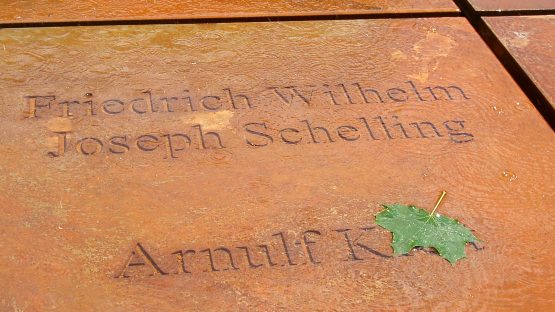 Friedrich Wilhelm
Joseph Schelling
Arnulf